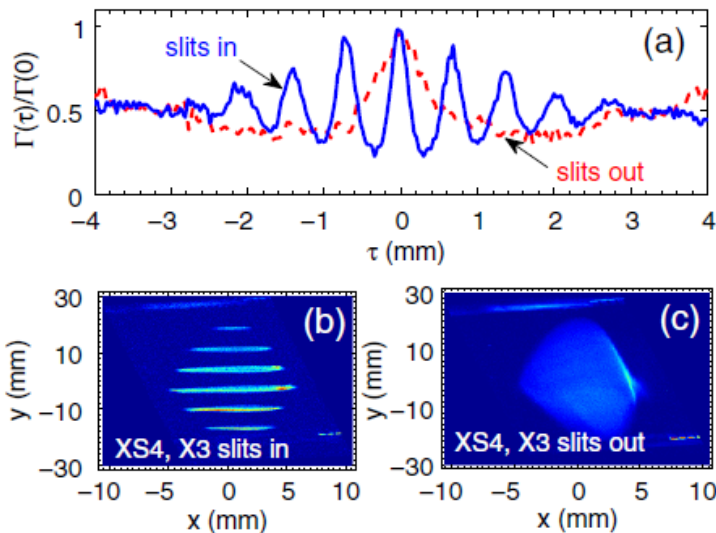 (a)
slits in
slits out
Γ(τ)/Γ(0)
1
0.5
0
−4 −3 −2 −1 0 1 2 3 4
τ (mm)
(b)
XS4, X3 slits in
y (mm)
30
10
−10
−30
−10 −5 0 5 10
x (mm)
(c)
XS4, X3 slits out
y (mm)
30
10
−10
−30
−10 −5 0 5 10
x (mm)